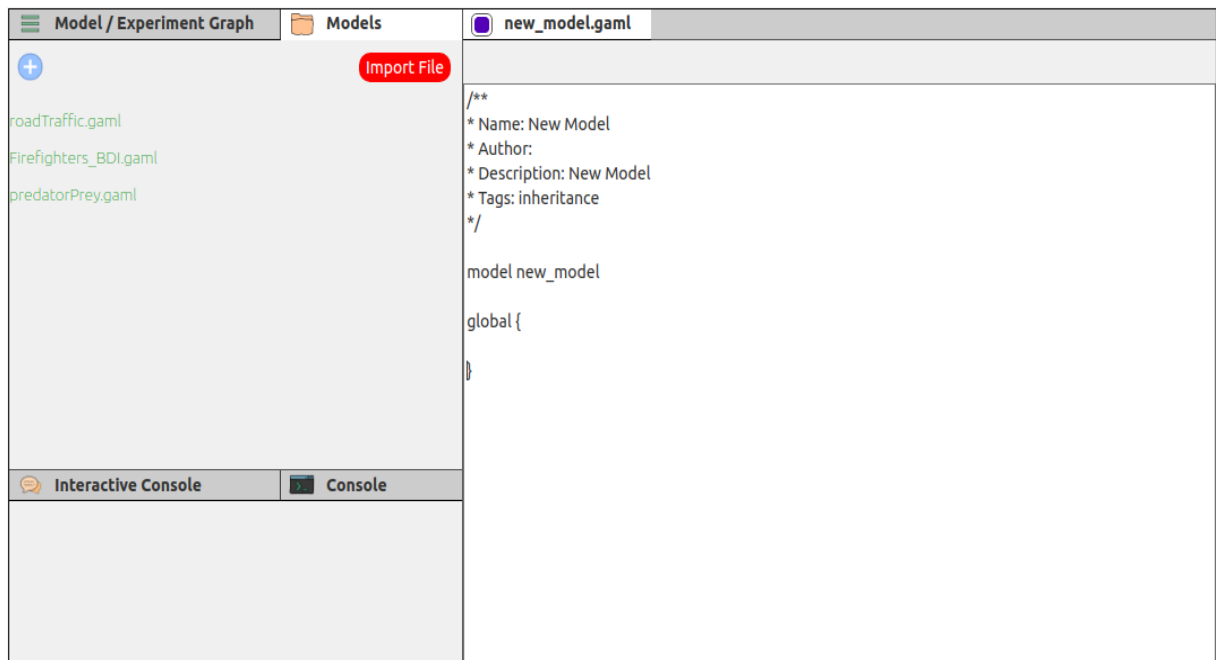 Model / Experiment Graph
Models
Import File
roadTraffic.gaml
Firefighters_BDI.gaml
predatorPrey.gaml
Interactive Console
Console
new_model.gaml
/**
* Name: New Model
* Author:
* Description: New Model
* Tags: inheritance
*/
model new_model
global {
}